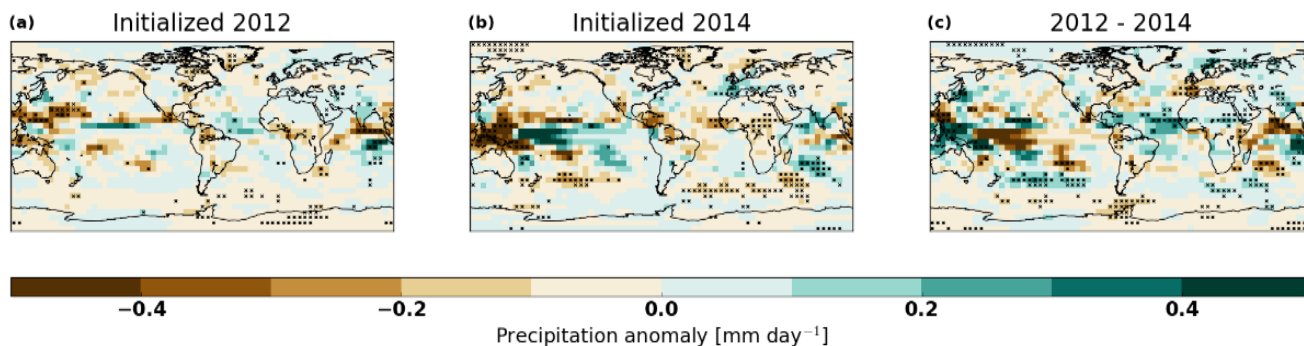 (a) Initialized 2012
(b) Initialized 2014
(c) 2012 - 2014
−0.4 −0.2 0.0 0.2 0.4
Precipitation anomaly [mm day⁻¹]